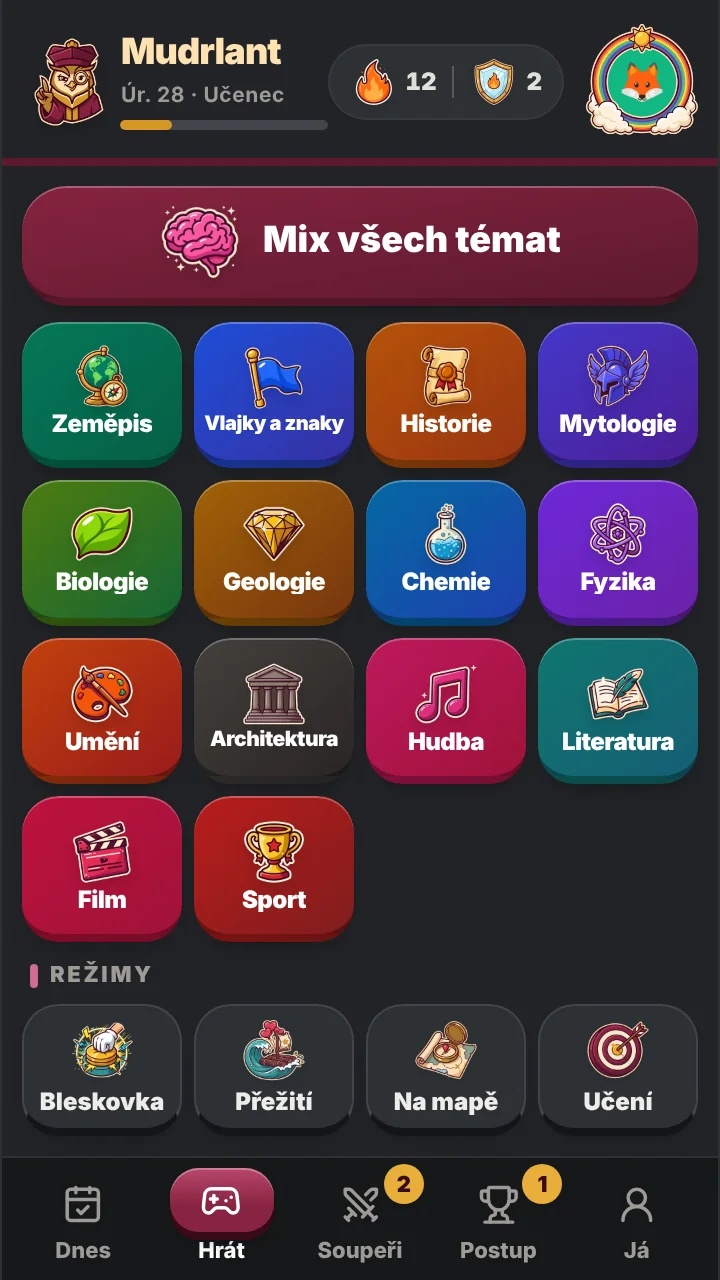 Mudrlant
Úr. 28 · Učenec
12
2
Mix všech témat
Zeměpis
Vlajky a znaky
Historie
Mytologie
Biologie
Geologie
Chemie
Fyzika
Umění
Architektura
Hudba
Literatura
Film
Sport
REŽIMY
Bleskovka
Přežití
Na mapě
Učení
2
1
Dnes
Hrát
Soupeři
Postup
Já